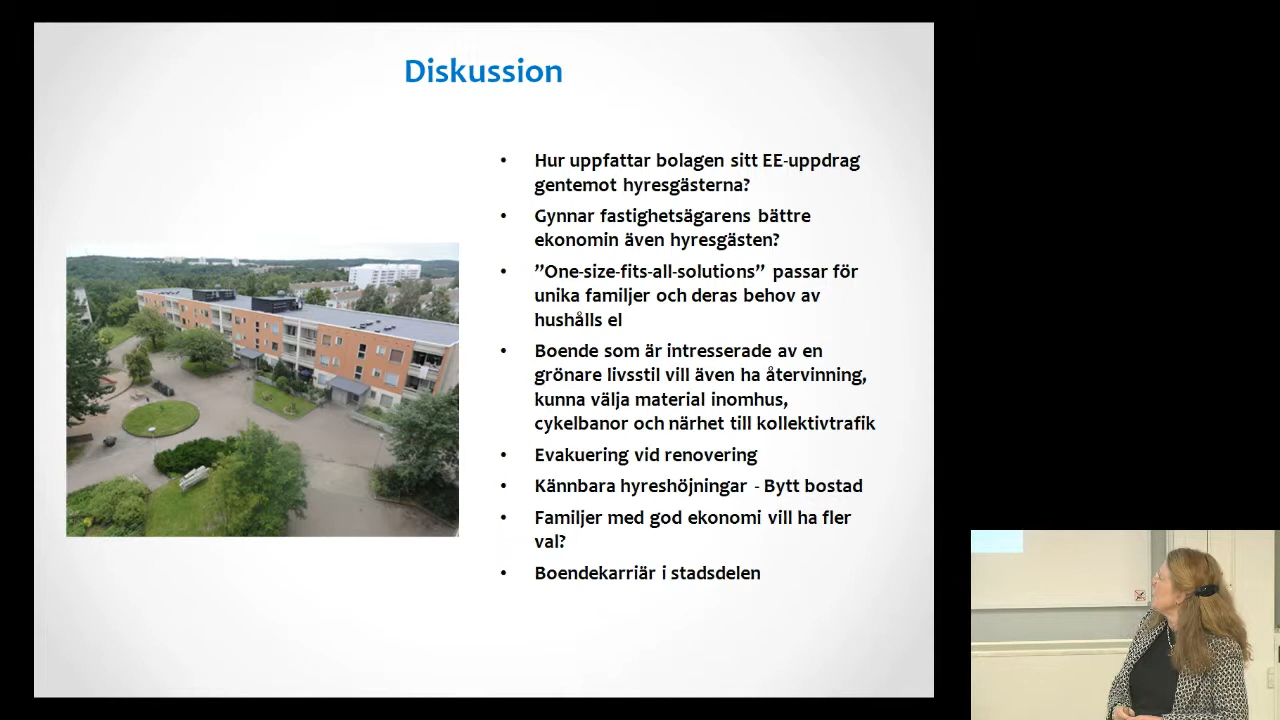 Diskussion
• Hur uppfattar bolagen sitt EE-uppdrag
gentemot hyresgästerna?
• Gynnar fastighetsägarens bättre
ekonomin även hyresgästen?
• ”One-size-fits-all-solutions” passar för
unika familjer och deras behov av
hushålls el
• Boende som är intresserade av en
grönare livsstil vill även ha återvinning,
kunna välja material inomhus,
cykelbanor och närhet till kollektivtrafik
• Evakuering vid renovering
• Kännbara hyreshöjningar - Bytt bostad
• Familjer med god ekonomi vill ha fler
val?
• Boendekarriär i stadsdelen